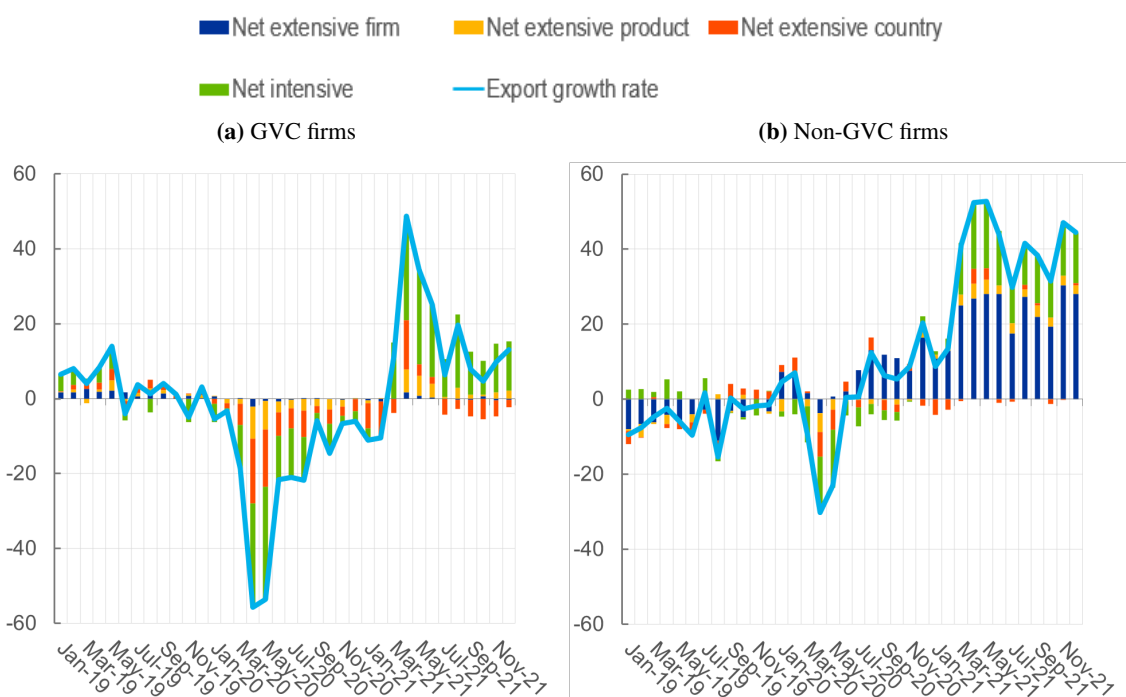 Net extensive firm Net extensive product Net extensive country
Net intensive Export growth rate
(a) GVC firms
(b) Non-GVC firms
60
40
20
0
-20
-40
-60
Jan-19 Mar-19 May-19 Jul-19 Sep-19 Nov-19 Jan-20 Mar-20 May-20 Jul-20 Sep-20 Nov-20 Jan-21 Mar-21 May-21 Jul-21 Sep-21 Nov-21
60
40
20
0
-20
-40
-60
Jan-19 Mar-19 May-19 Jul-19 Sep-19 Nov-19 Jan-20 Mar-20 May-20 Jul-20 Sep-20 Nov-20 Jan-21 Mar-21 May-21 Jul-21 Sep-2 Nov-21